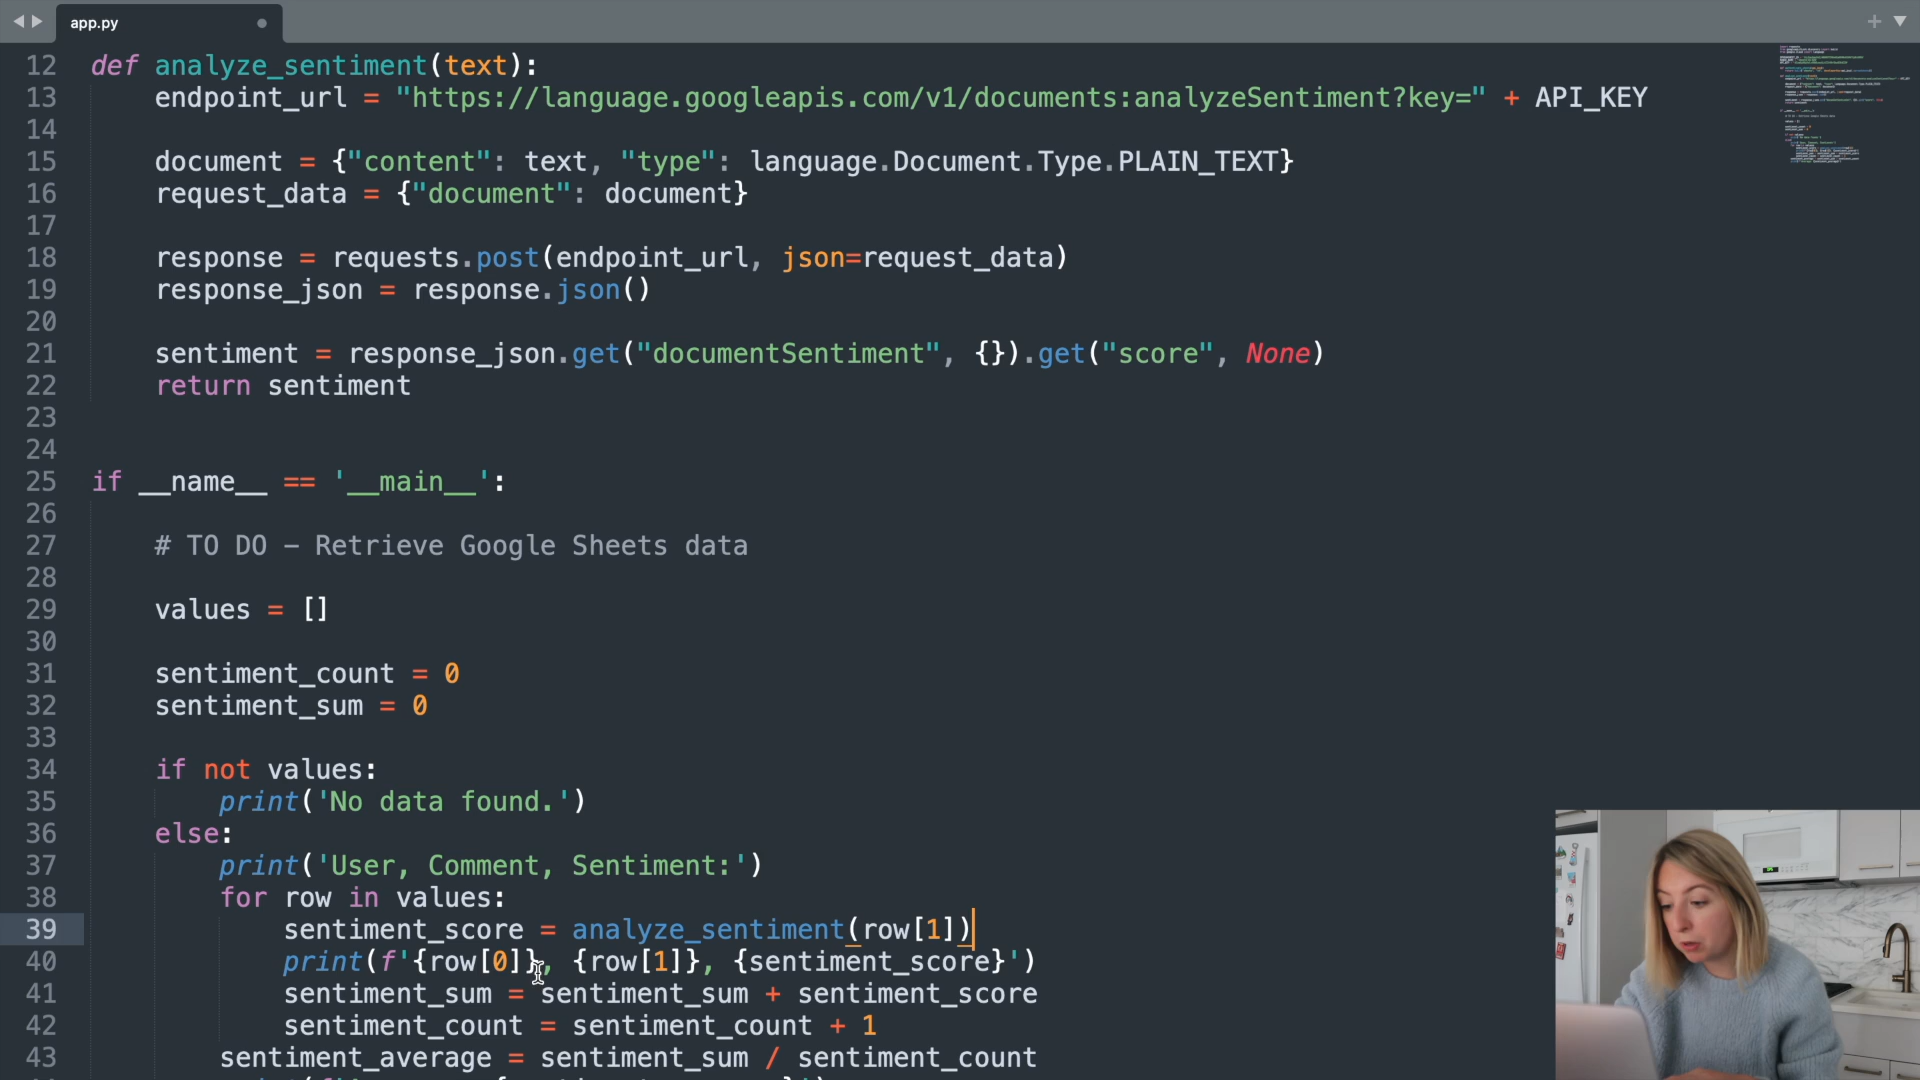 app.py
12 def analyze_sentiment(text):
13 endpoint_url = "https://language.googleapis.com/v1/documents:analyzeSentiment?key=" + API_KEY
14
15 document = {"content": text, "type": language.Document.Type.PLAIN_TEXT}
16 request_data = {"document": document}
17
18 response = requests.post(endpoint_url, json=request_data)
19 response_json = response.json()
20
21 sentiment = response_json.get("documentSentiment", {}).get("score", None)
22 return sentiment
23
24
25 if __name__ == '__main__':
26
27 # TO DO – Retrieve Google Sheets data
28
29 values = []
30
31 sentiment_count = 0
32 sentiment_sum = 0
33
34 if not values:
35 print('No data found.')
36 else:
37 print('User, Comment, Sentiment:')
38 for row in values:
39 sentiment_score = analyze_sentiment(row[1])
40 print(f'{row[0]}, {row[1]}, {sentiment_score}')
41 sentiment_sum = sentiment_sum + sentiment_score
42 sentiment_count = sentiment_count + 1
43 sentiment_average = sentiment_sum / sentiment_count